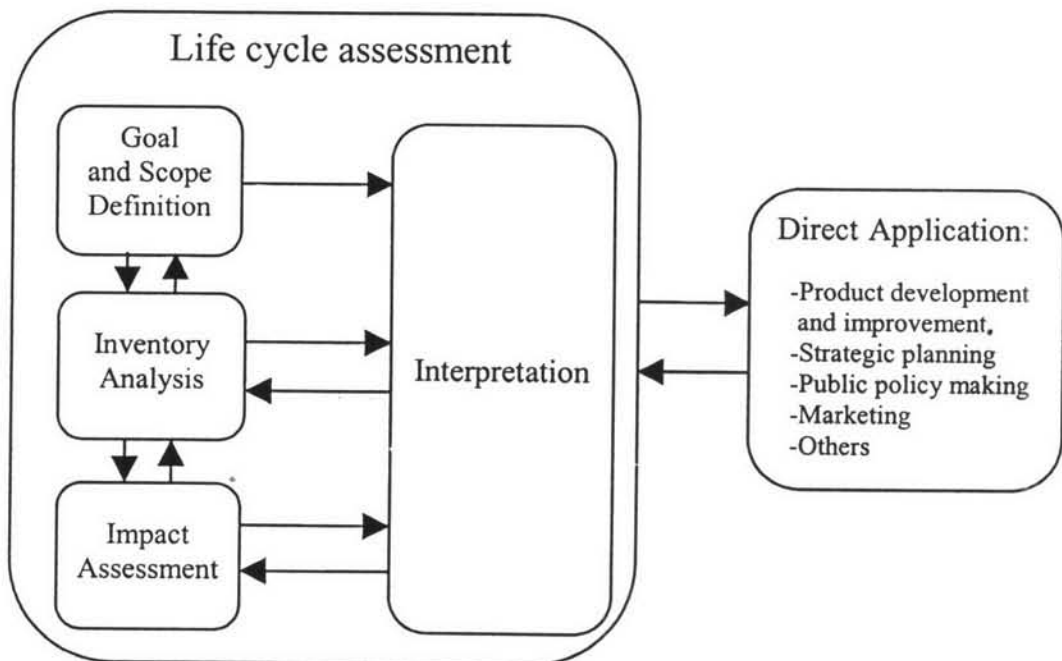 Life cycle assessment
Goal
and Scope
Definition
Inventory
Analysis
Impact
Assessment
Interpretation
Direct Application:
-Product development
and improvement.
-Strategic planning
-Public policy making
-Marketing
-Others